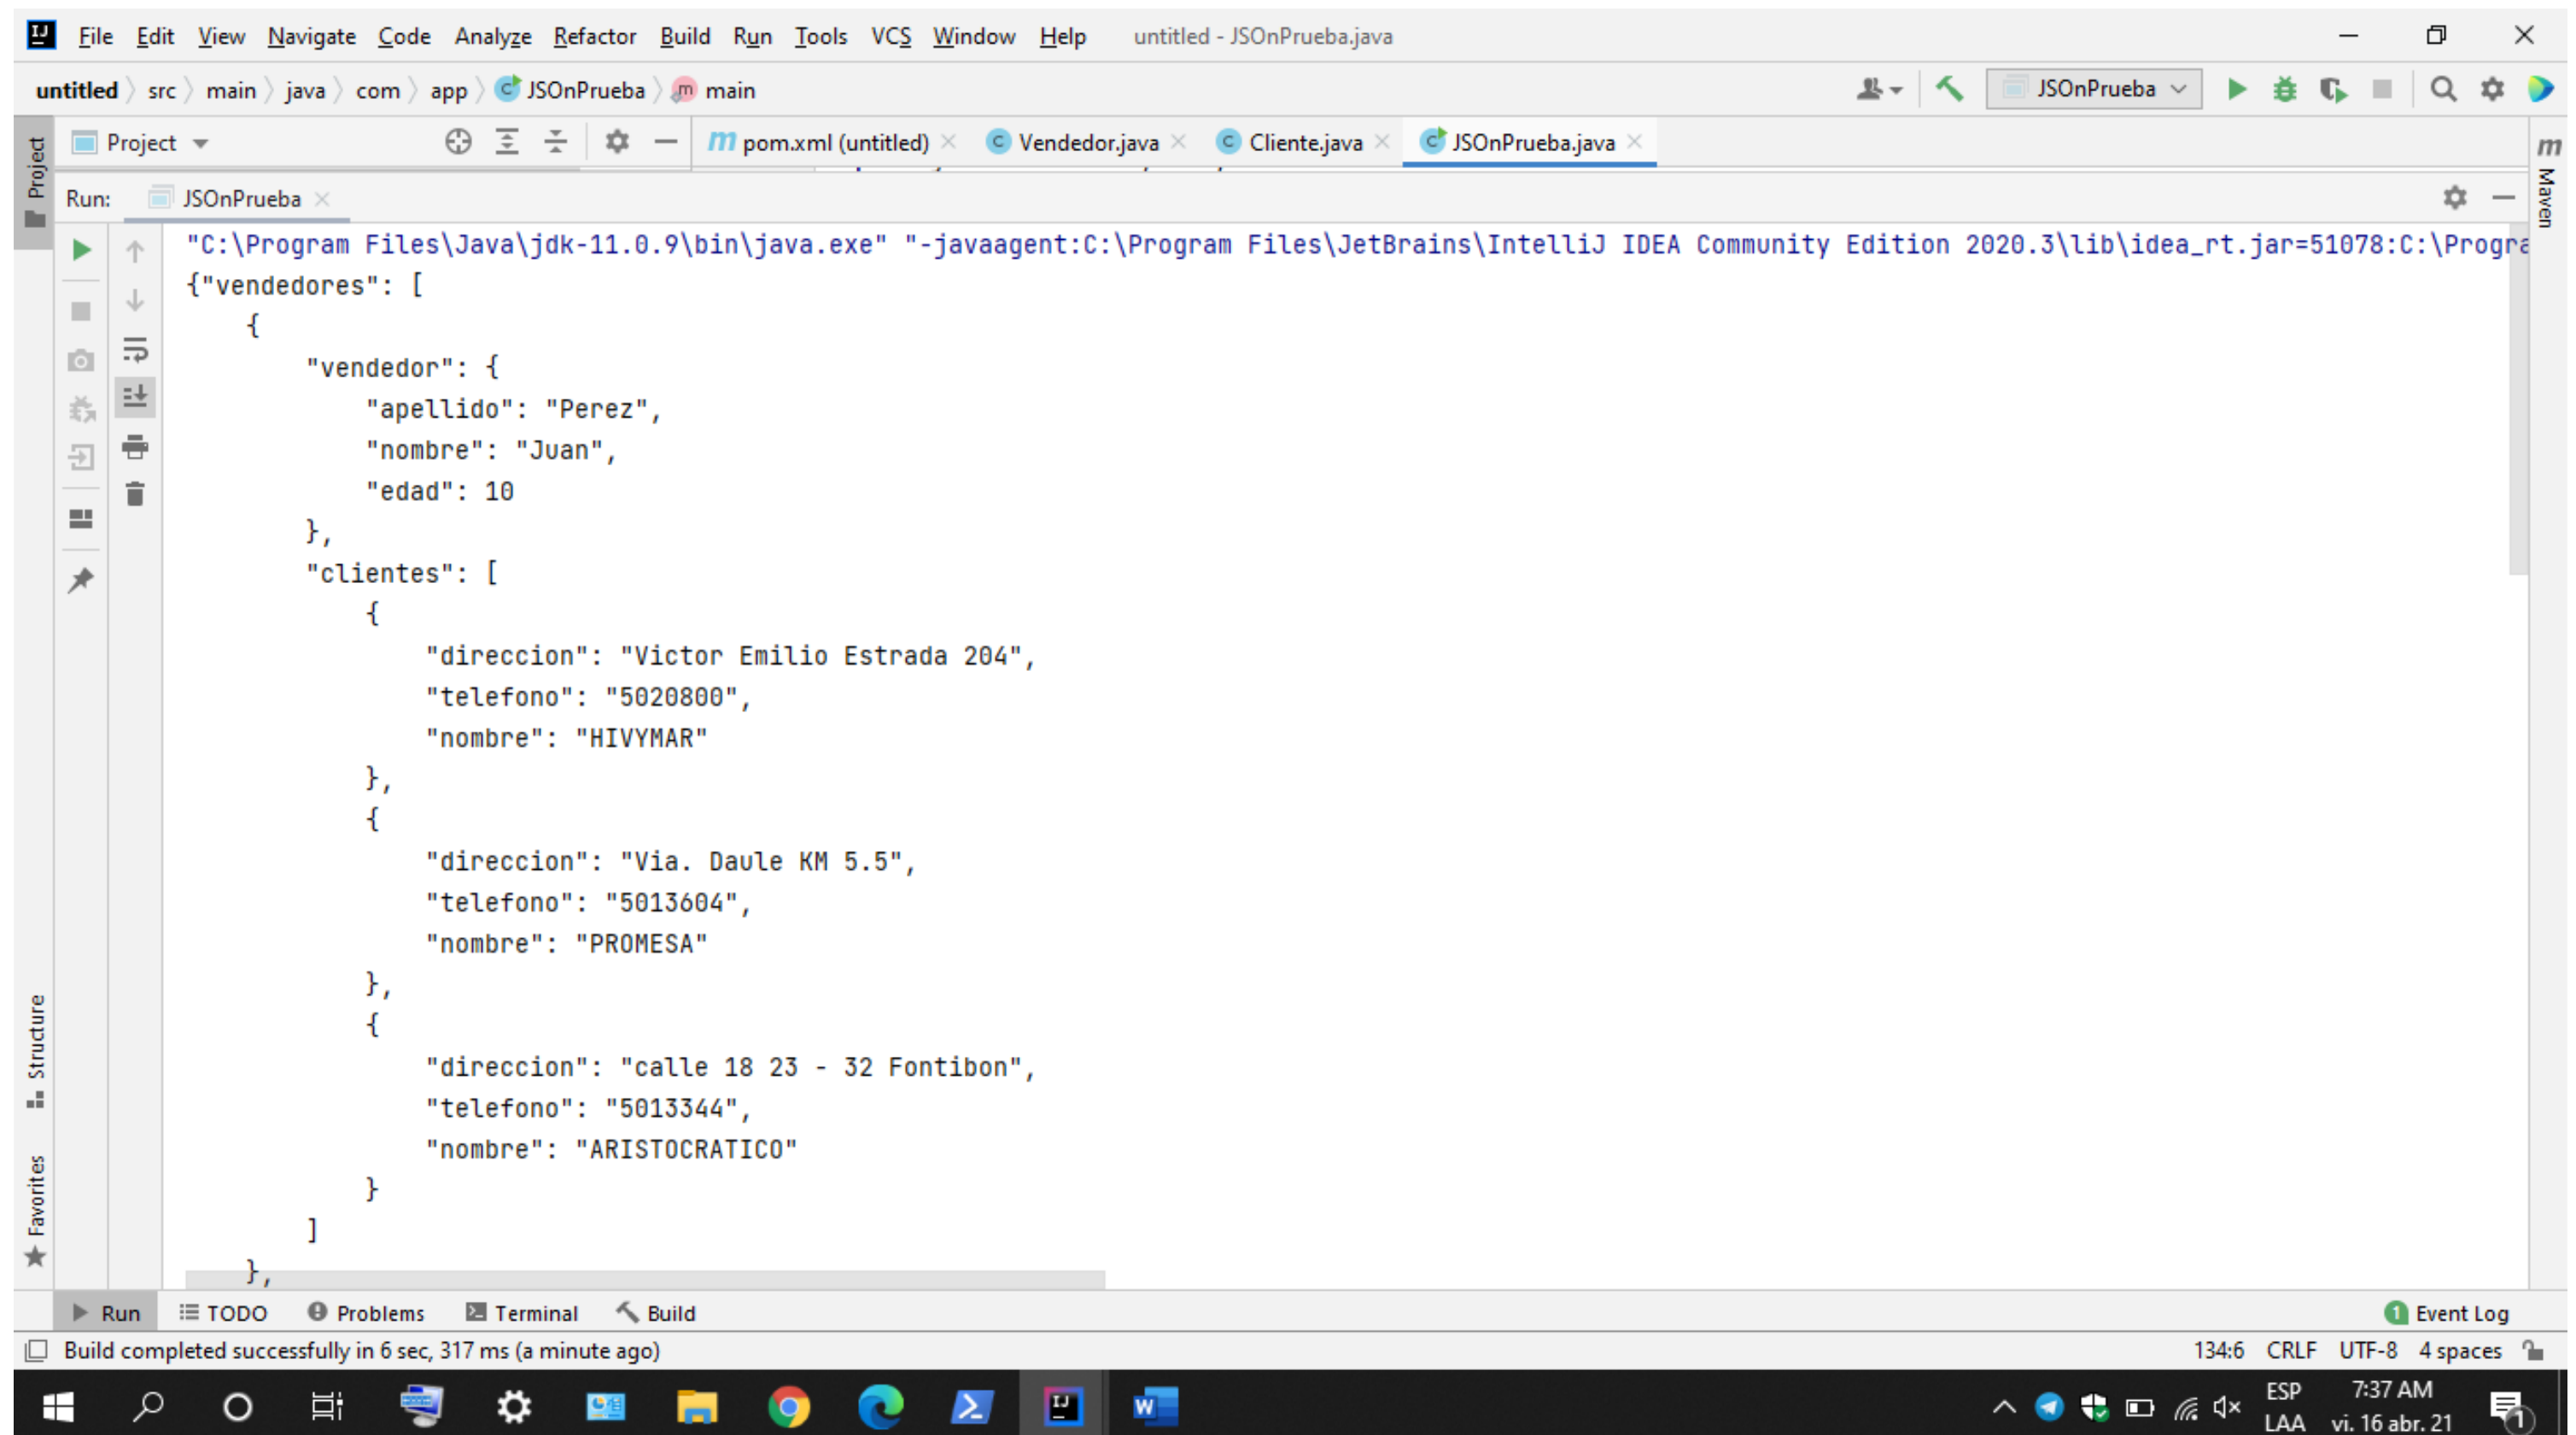 File Edit View Navigate Code Analyze Refactor Build Run Tools VCS Window Help untitled - JSOnPrueba.java
untitled src main java com app JSOnPrueba main JSOnPrueba
Project pom.xml (untitled) Vendedor.java Cliente.java JSOnPrueba.java
Project
Maven
Run: JSOnPrueba
"C:\Program Files\Java\jdk-11.0.9\bin\java.exe" "-javaagent:C:\Program Files\JetBrains\IntelliJ IDEA Community Edition 2020.3\lib\idea_rt.jar=51078:C:\Progra
{"vendedores": [
{
"vendedor": {
"apellido": "Perez",
"nombre": "Juan",
"edad": 10
},
"clientes": [
{
"direccion": "Victor Emilio Estrada 204",
"telefono": "5020800",
"nombre": "HIVYMAR"
},
{
"direccion": "Via. Daule KM 5.5",
"telefono": "5013604",
"nombre": "PROMESA"
},
{
"direccion": "calle 18 23 - 32 Fontibon",
"telefono": "5013344",
"nombre": "ARISTOCRATICO"
}
]
},
Structure
Favorites
Run TODO Problems Terminal Build 1 Event Log
Build completed successfully in 6 sec, 317 ms (a minute ago) 134:6 CRLF UTF-8 4 spaces
ESP 7:37 AM
LAA vi. 16 abr. 21 1